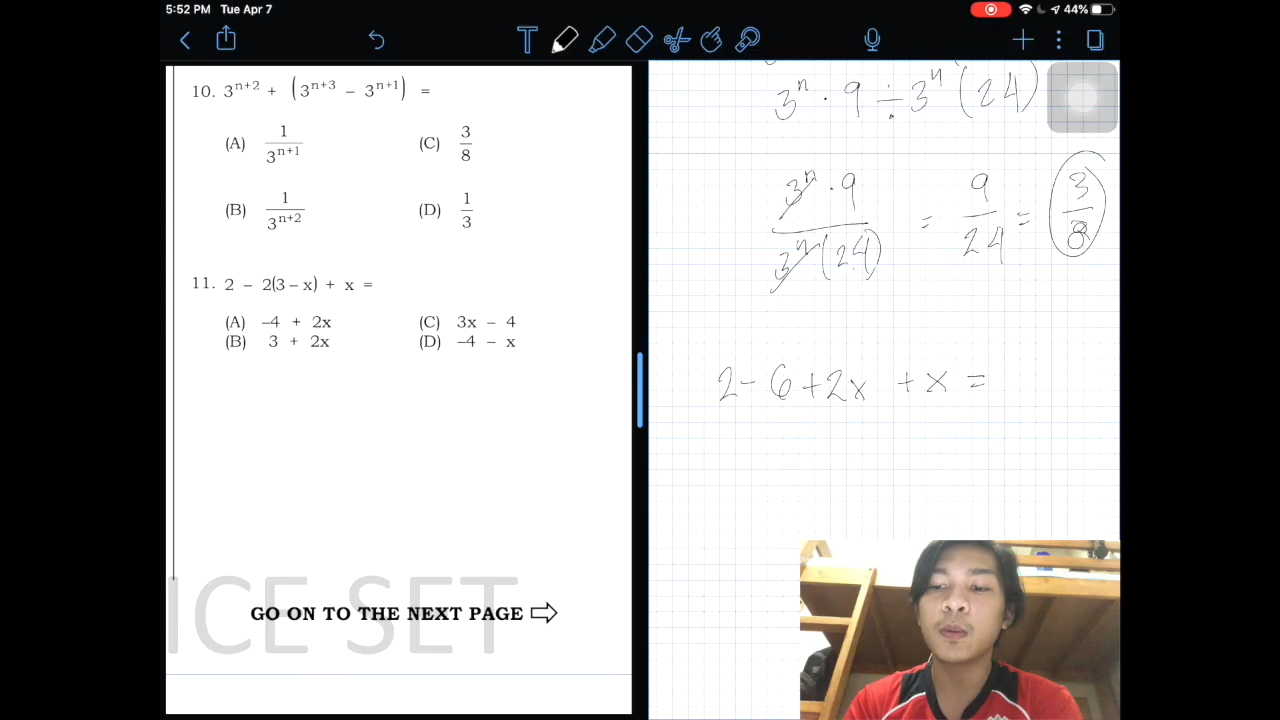 5:52 PM Tue Apr 7 44%
10. 3ⁿ⁺² + (3ⁿ⁺³ − 3ⁿ⁺¹) =
(A) 1/3ⁿ⁺¹ (C) 3/8
(B) 1/3ⁿ⁺² (D) 1/3
11. 2 − 2(3 − x) + x =
(A) −4 + 2x (C) 3x − 4
(B) 3 + 2x (D) −4 − x
ICE SET
GO ON TO THE NEXT PAGE ⇨
3ⁿ · 9 ÷ 3ⁿ (24)
3ⁿ · 9 / 3ⁿ (24) = 9/24 = 3/8
2 − 6 + 2x + x =